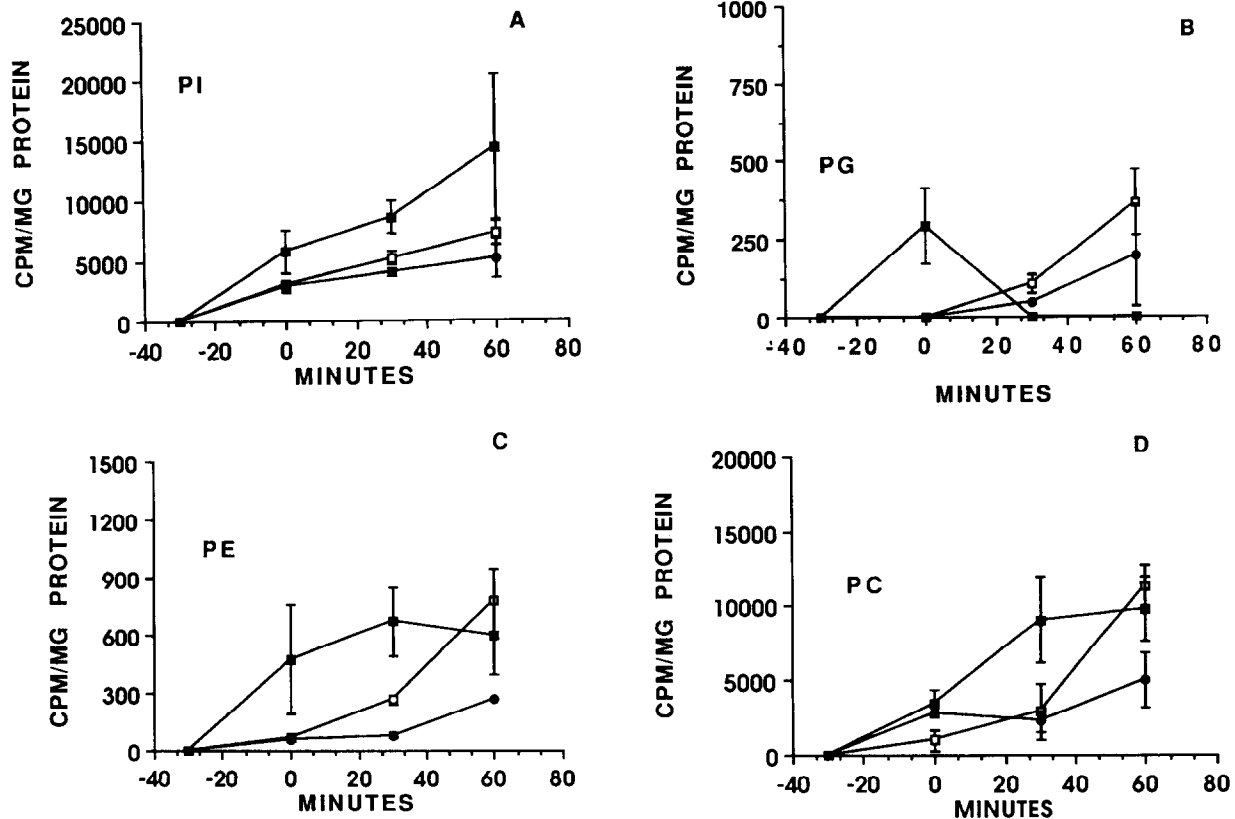 A
25000
20000
15000
10000
5000
0
PI
CPM/MG PROTEIN
-40 -20 0 20 40 60 80
MINUTES
B
1000
750
500
250
0
PG
CPM/MG PROTEIN
-40 -20 0 20 40 60 80
MINUTES
C
1500
1200
900
600
300
0
PE
CPM/MG PROTEIN
-40 -20 0 20 40 60 80
MINUTES
D
20000
15000
10000
5000
0
PC
CPM/MG PROTEIN
-40 -20 0 20 40 60 80
MINUTES